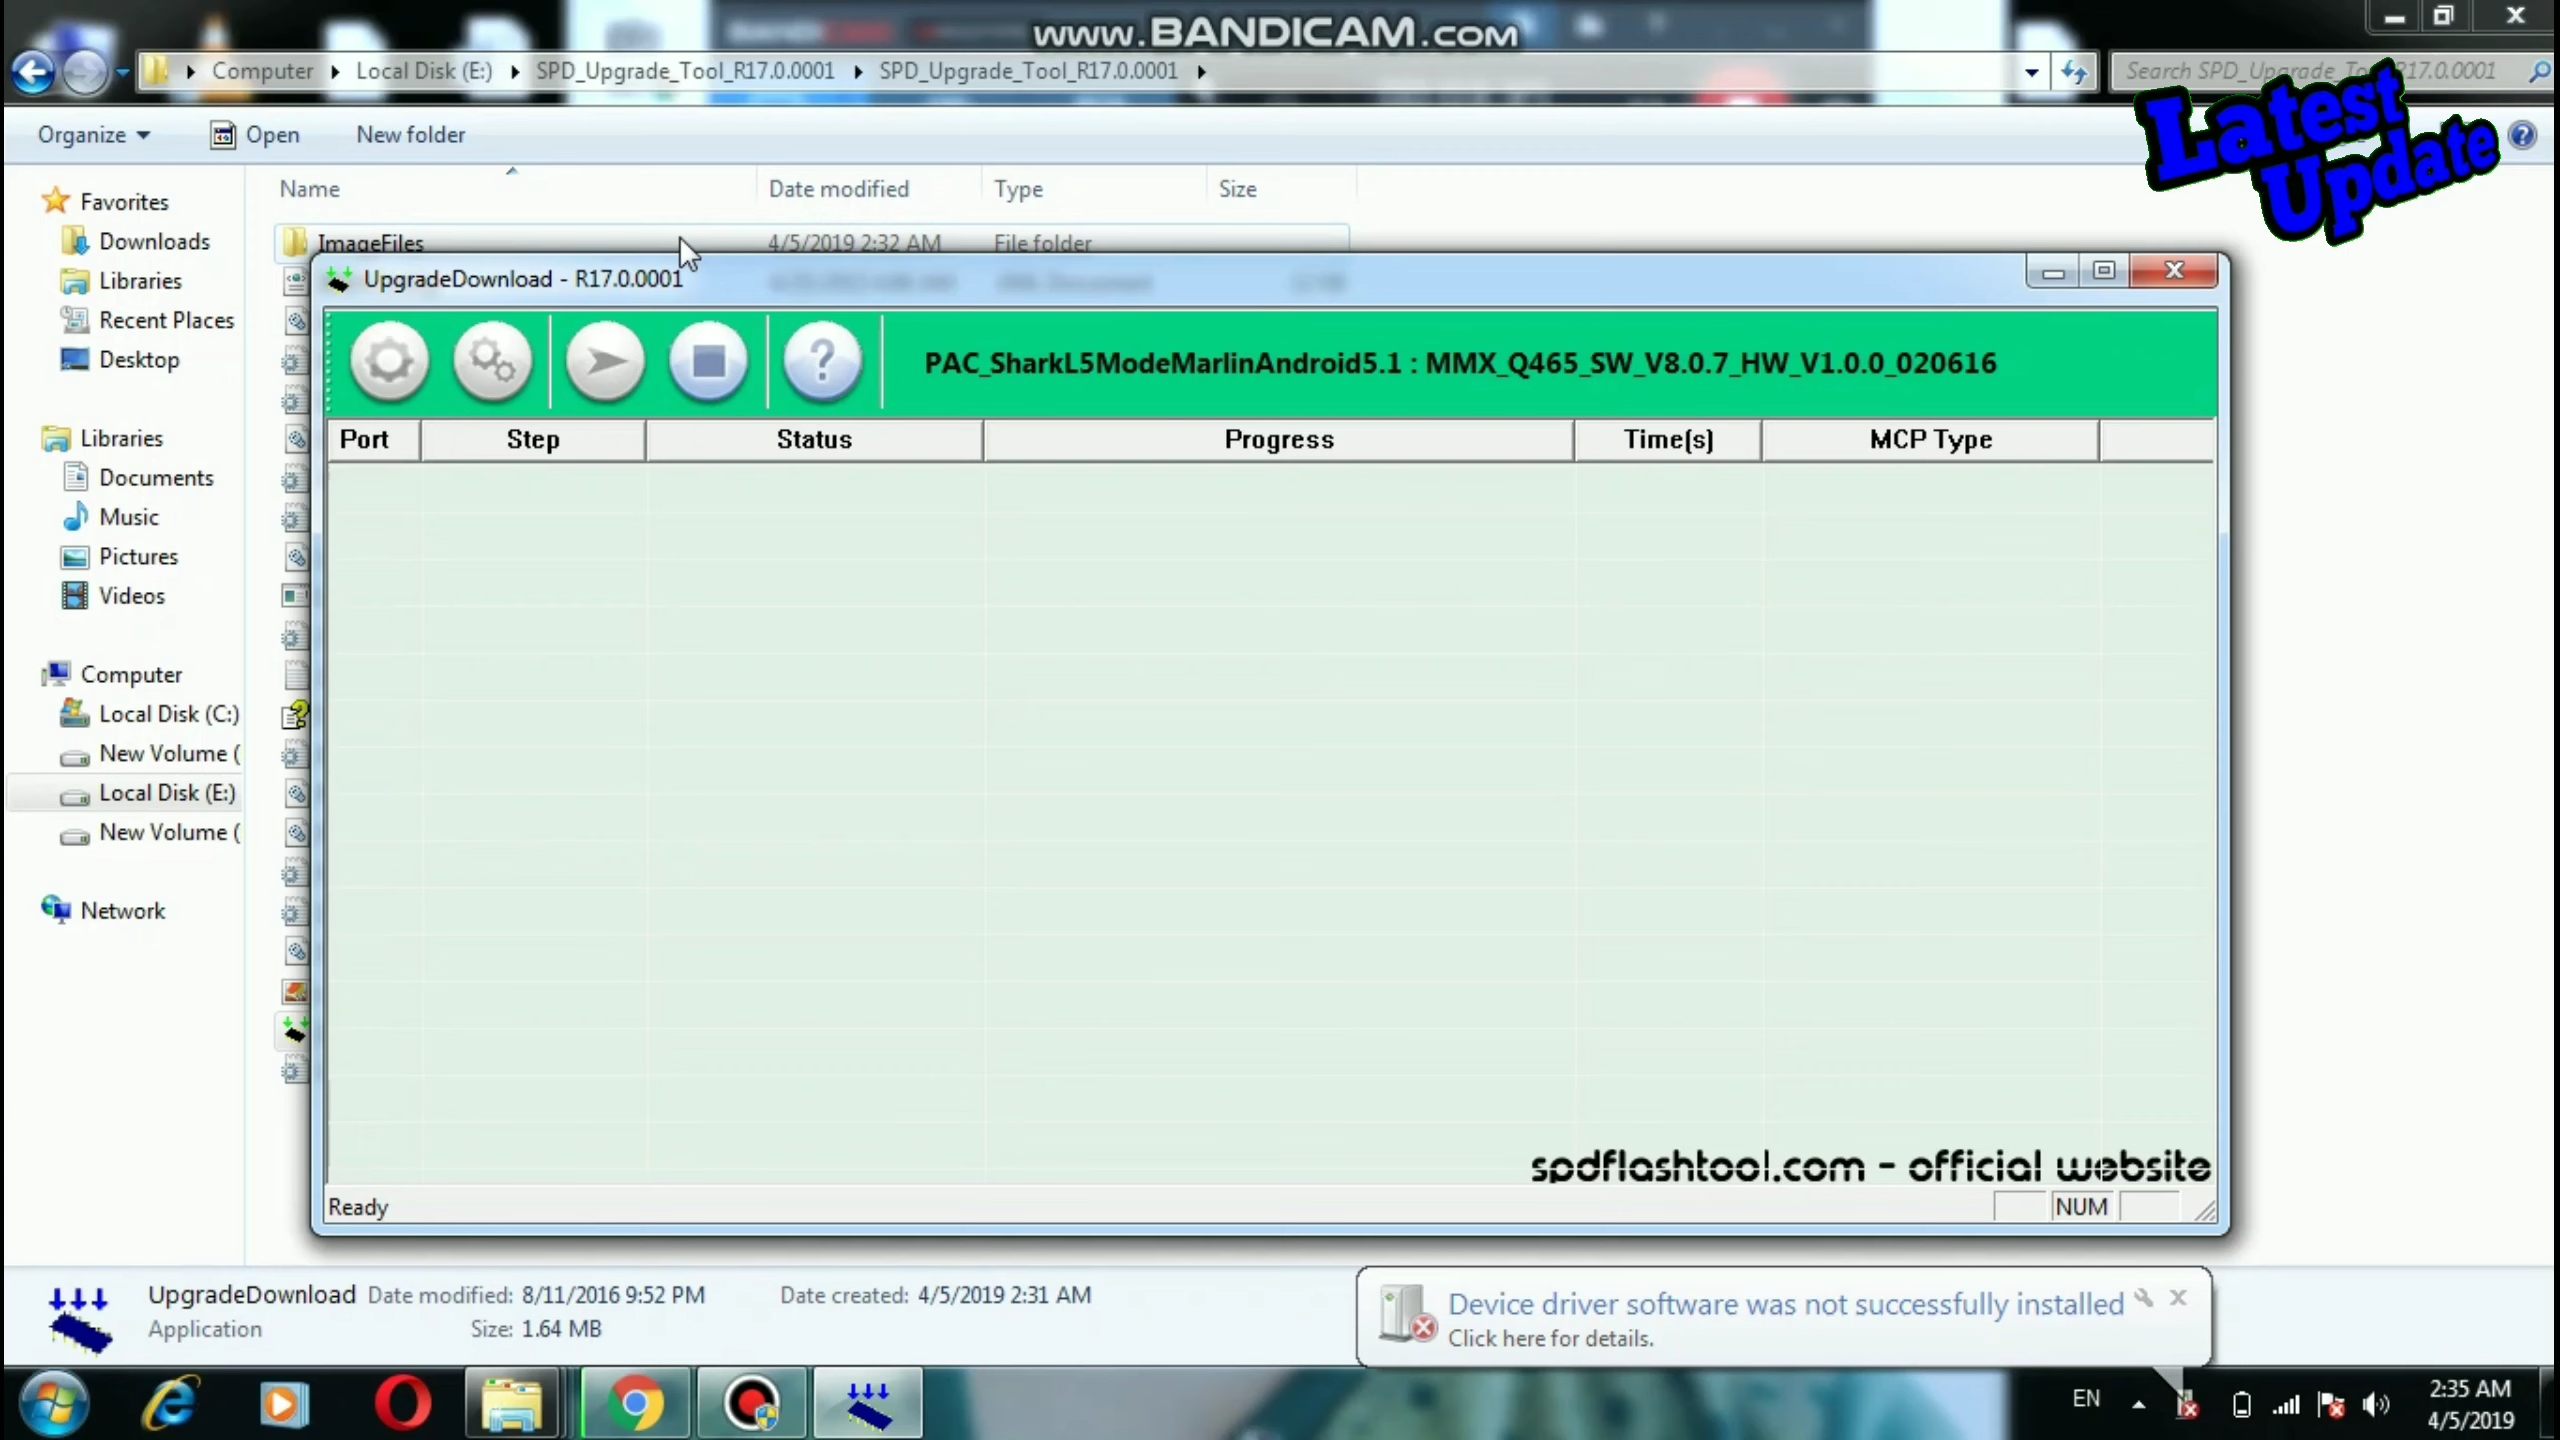 www.BANDICAM.com
Computer Local Disk (E:) SPD_Upgrade_Tool_R17.0.0001 SPD_Upgrade_Tool_R17.0.0001
Search SPD_Upgrade_Tool_R17.0.0001
Latest
Update
Organize Open New folder
Name Date modified Type Size
Favorites
Downloads
Libraries
Recent Places
Desktop
Libraries
Documents
Music
Pictures
Videos
Computer
Local Disk (C:)
New Volume (
Local Disk (E:)
New Volume (
Network
ImageFiles 4/5/2019 2:32 AM File folder
UpgradeDownload - R17.0.0001
PAC_SharkL5ModeMarlinAndroid5.1 : MMX_Q465_SW_V8.0.7_HW_V1.0.0_020616
Port Step Status Progress Time(s) MCP Type
spdflashtool.com - official website
Ready NUM
UpgradeDownload Date modified: 8/11/2016 9:52 PM Date created: 4/5/2019 2:31 AM
Application Size: 1.64 MB
Device driver software was not successfully installed
Click here for details.
EN
2:35 AM
4/5/2019